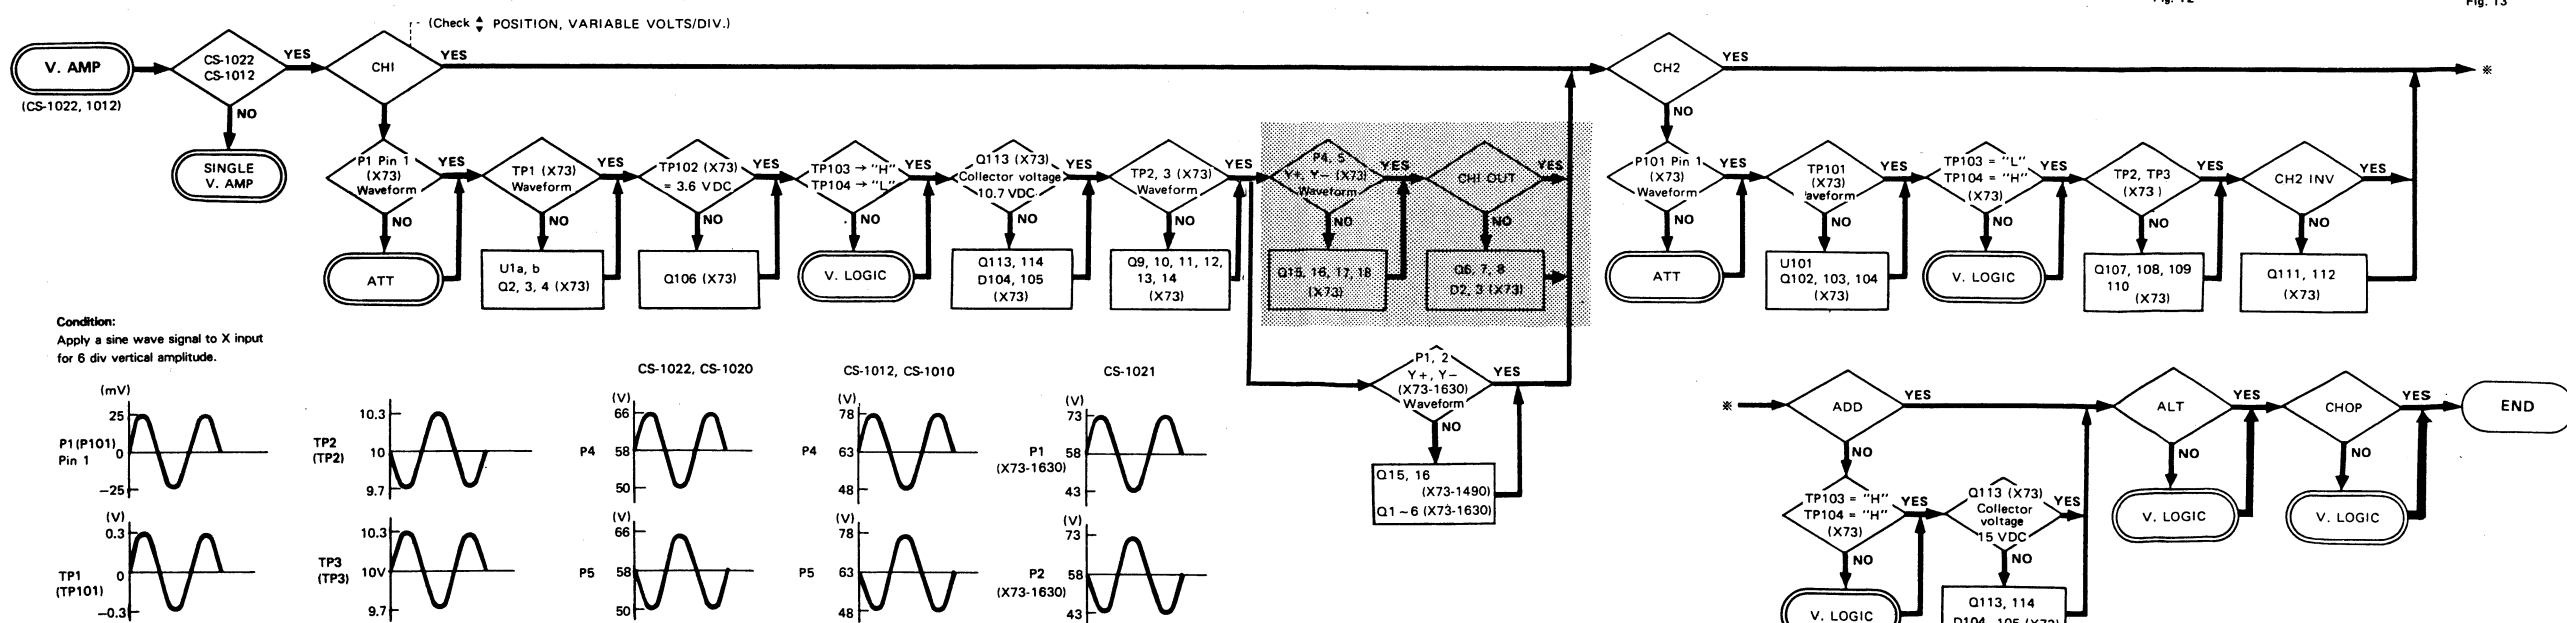 Fig. 12
Fig. 13
(Check ▲▼ POSITION, VARIABLE VOLTS/DIV.)
V. AMP
(CS-1022, 1012)
CS-1022
CS-1012
YES
NO
SINGLE
V. AMP
CHI
YES
P1 Pin 1
(X73)
Waveform
YES
NO
ATT
TP1 (X73)
Waveform
YES
NO
U1a, b
Q2, 3, 4 (X73)
TP102 (X73)
= 3.6 VDC
YES
NO
Q106 (X73)
TP103 → "H"
TP104 → "L"
YES
NO
V. LOGIC
Q113 (X73)
Collector voltage
10.7 VDC
YES
NO
Q113, 114
D104, 105
(X73)
TP2, 3 (X73)
Waveform
YES
NO
Q9, 10, 11, 12,
13, 14
(X73)
P4, 5
Y+, Y− (X73)
Waveform
YES
NO
Q15, 16, 17, 18
(X73)
CHI OUT
YES
NO
Q6, 7, 8
D2, 3 (X73)
P1, 2
Y+, Y−
(X73-1630)
Waveform
YES
NO
Q15, 16
(X73-1490)
Q1 ~ 6 (X73-1630)
CH2
YES
※
NO
P101 Pin 1
(X73)
Waveform
YES
NO
ATT
TP101
(X73)
Waveform
YES
NO
U101
Q102, 103, 104
(X73)
TP103 = "L"
TP104 = "H"
(X73)
YES
NO
V. LOGIC
TP2, TP3
(X73)
YES
NO
Q107, 108, 109
110
(X73)
CH2 INV
YES
NO
Q111, 112
(X73)
※
ADD
YES
NO
TP103 = "H"
TP104 = "H"
(X73)
YES
NO
V. LOGIC
Q113 (X73)
Collector
voltage
15 VDC
YES
NO
Q113, 114
D104, 105 (X73)
ALT
YES
NO
V. LOGIC
CHOP
YES
NO
V. LOGIC
END
Condition:
Apply a sine wave signal to X input
for 6 div vertical amplitude.
(mV)
25
P1 (P101)
Pin 1
0
−25
(V)
0.3
TP1
(TP101)
0
−0.3
10.3
TP2
(TP2)
10
9.7
10.3
TP3
(TP3)
10V
9.7
CS-1022, CS-1020
(V)
66
P4
58
50
(V)
66
P5
58
50
CS-1012, CS-1010
(V)
78
P4
63
48
(V)
78
P5
63
48
CS-1021
(V)
73
P1
(X73-1630)
58
43
(V)
73
P2
(X73-1630)
58
43